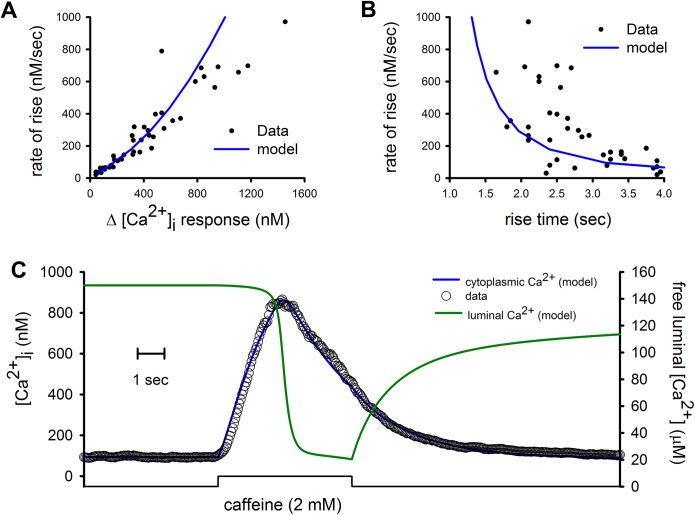 A
B
rate of rise (nM/sec)
1000
800
600
400
200
0
0 400 800 1200 1600
Δ [Ca2+]i response (nM)
Data
model
rate of rise (nM/sec)
1000
800
600
400
200
0
1.0 1.5 2.0 2.5 3.0 3.5 4.0
rise time (sec)
Data
model
C
[Ca2+]i (nM)
1000
800
600
400
200
0
1 sec
cytoplasmic Ca2+ (model)
data
luminal Ca2+ (model)
160
140
120
100
80
60
40
20
0
free luminal [Ca2+] (μM)
caffeine (2 mM)